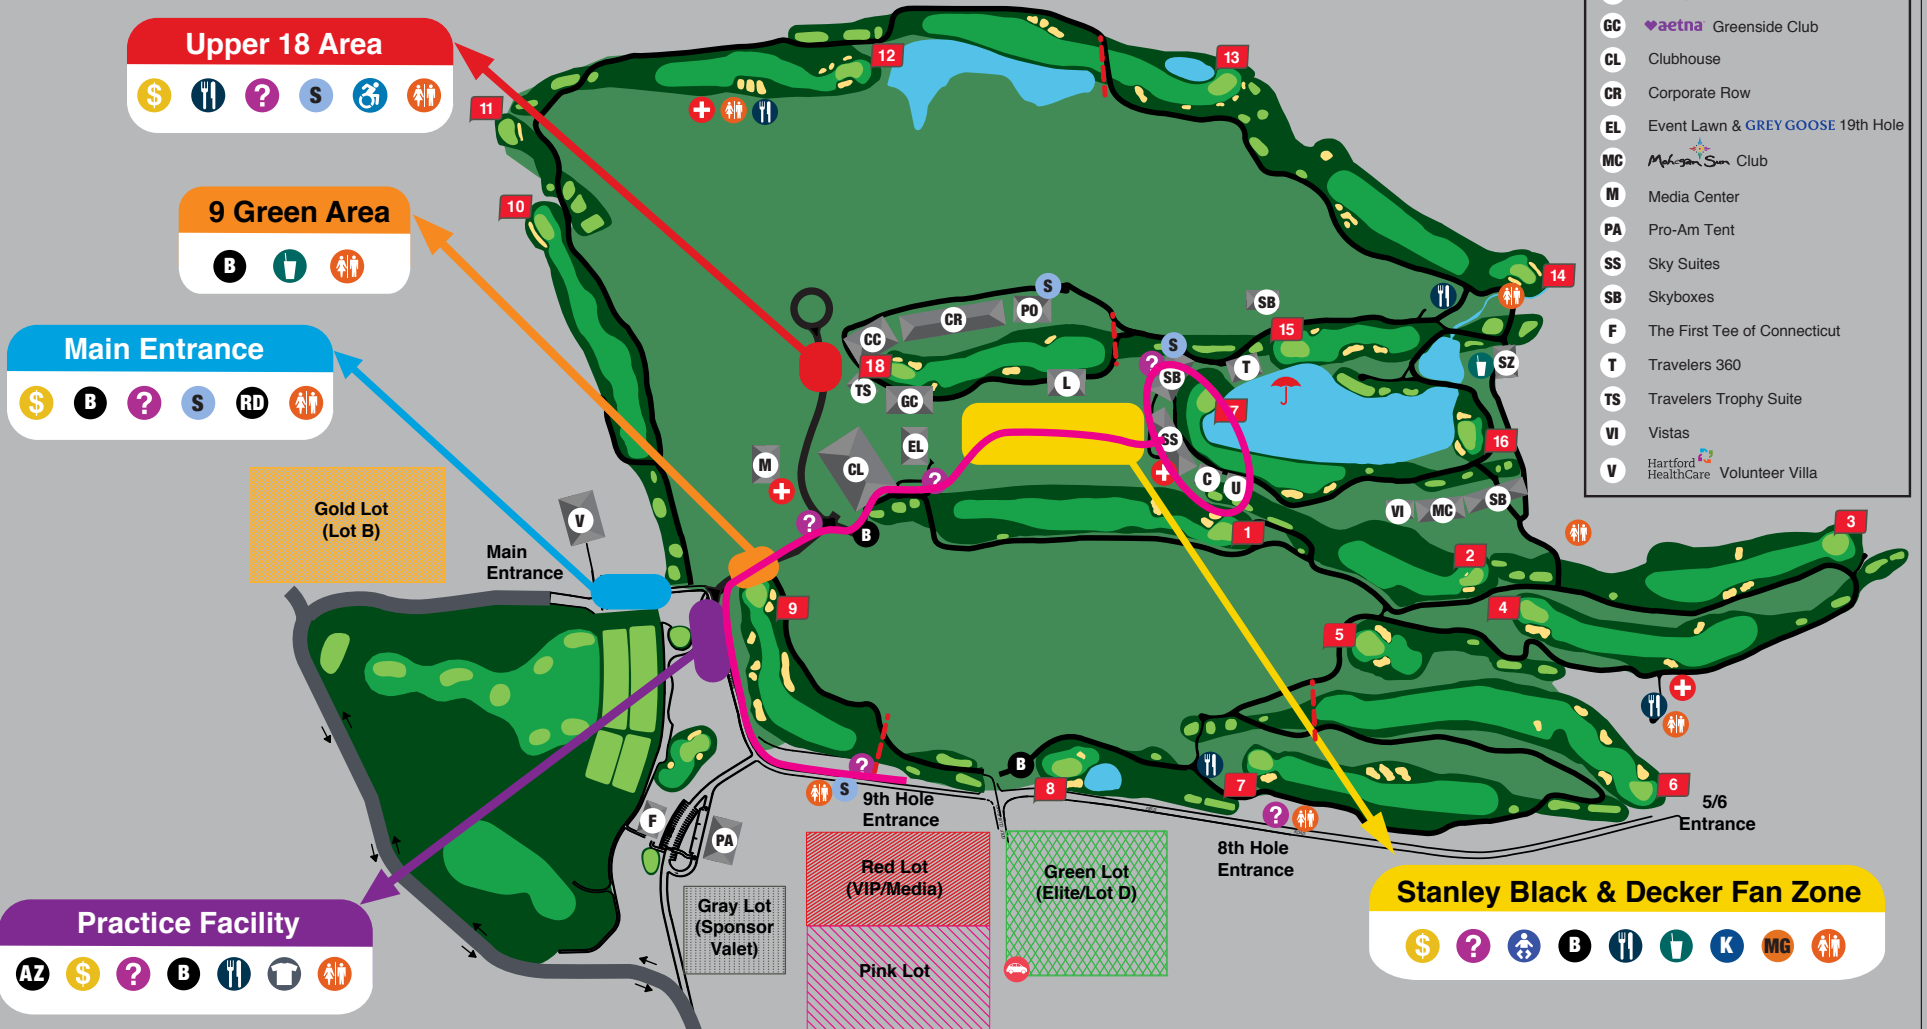 Upper 18 Area
$ ? S
9 Green Area
B
Main Entrance
$ B ? S RD
Gold Lot
(Lot B)
Main
Entrance
V
11
10
12
13
14
S
SB
CR
PO
CC
15
18
S
?
SB
T
SZ
TS
GC
L
7
16
EL
SS
M
CL
?
C
U
VI
MC
SB
?
B
1
2
3
9
4
5
?
S
9th Hole
Entrance
B
8
7
?
8th Hole
Entrance
6
5/6
Entrance
F
PA
Red Lot
(VIP/Media)
Green Lot
(Elite/Lot D)
Gray Lot
(Sponsor
Valet)
Pink Lot
Practice Facility
AZ $ ? B
Stanley Black & Decker Fan Zone
$ ? B K MG
GC aetna Greenside Club
CL Clubhouse
CR Corporate Row
EL Event Lawn & GREY GOOSE 19th Hole
MC Mohegan Sun Club
M Media Center
PA Pro-Am Tent
SS Sky Suites
SB Skyboxes
F The First Tee of Connecticut
T Travelers 360
TS Travelers Trophy Suite
VI Vistas
V Hartford HealthCare Volunteer Villa